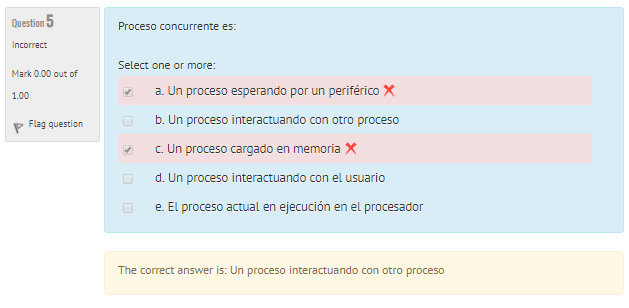 Question 5
Incorrect
Mark 0.00 out of
1.00
Flag question
Proceso concurrente es:
Select one or more:
a. Un proceso esperando por un periférico
b. Un proceso interactuando con otro proceso
c. Un proceso cargado en memoria
d. Un proceso interactuando con el usuario
e. El proceso actual en ejecución en el procesador
The correct answer is: Un proceso interactuando con otro proceso